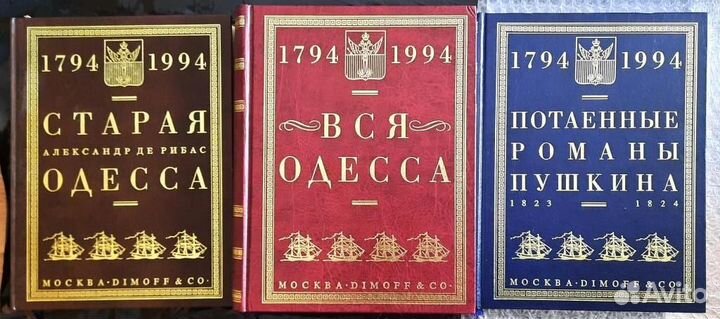 1794 1994
СТАРАЯ
АЛЕКСАНДР ДЕ РИБАС
ОДЕССА
МОСКВА·DIMOFF & CO·
1794 1994
ВСЯ
ОДЕССА
МОСКВА·DIMOFF & CO·
1794 1994
ПОТАЕННЫЕ
РОМАНЫ
ПУШКИНА
1823 1824
МОСКВА·DIMOFF & CO·
Avito